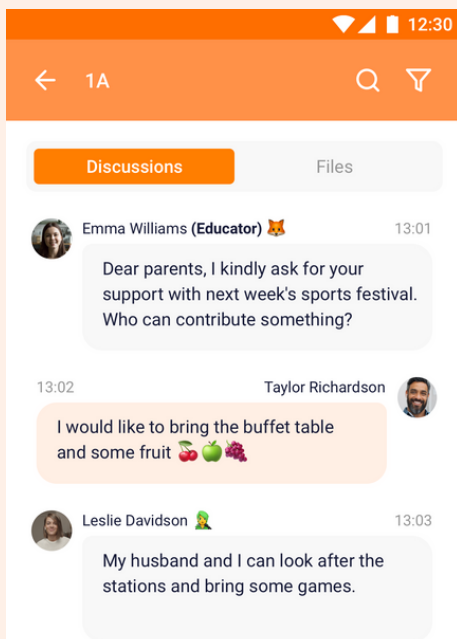 12:30
1A
Discussions Files
Emma Williams (Educator) 🦊 13:01
Dear parents, I kindly ask for your
support with next week's sports festival.
Who can contribute something?
13:02 Taylor Richardson
I would like to bring the buffet table
and some fruit 🍒🍏🍇
Leslie Davidson 🧝‍♂️ 13:03
My husband and I can look after the
stations and bring some games.